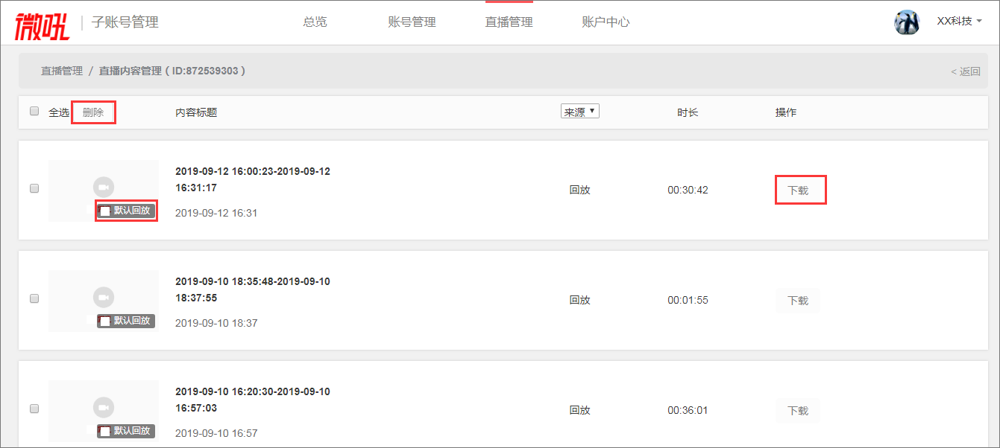 微吼 子账号管理 总览 账号管理 直播管理 账户中心 XX科技
直播管理 / 直播内容管理 ( ID:872539303 ) < 返回
全选 删除 内容标题 来源 ▼ 时长 操作
2019-09-12 16:00:23-2019-09-12
16:31:17
回放 00:30:42 下载
默认回放
2019-09-12 16:31
2019-09-10 18:35:48-2019-09-10
18:37:55
回放 00:01:55 下载
默认回放
2019-09-10 18:37
2019-09-10 16:20:30-2019-09-10
16:57:03
回放 00:36:01 下载
默认回放
2019-09-10 16:57